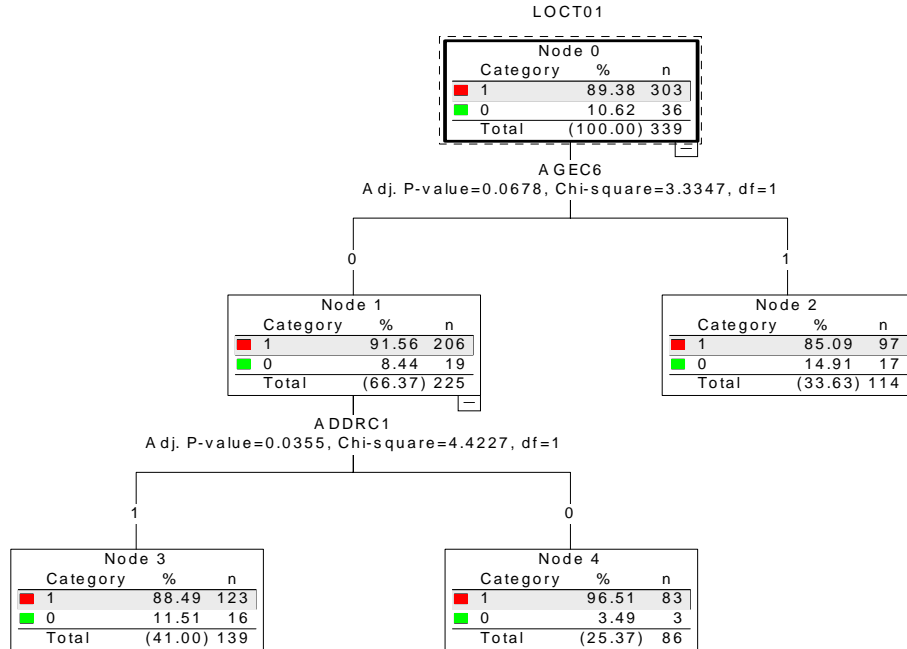 LOCT01
Node 0
Category % n
1 89.38 303
0 10.62 36
Total (100.00) 339
AGEC6
Adj. P-value=0.0678, Chi-square=3.3347, df=1
0 1
Node 1
Category % n
1 91.56 206
0 8.44 19
Total (66.37) 225
Node 2
Category % n
1 85.09 97
0 14.91 17
Total (33.63) 114
ADDRC1
Adj. P-value=0.0355, Chi-square=4.4227, df=1
1 0
Node 3
Category % n
1 88.49 123
0 11.51 16
Total (41.00) 139
Node 4
Category % n
1 96.51 83
0 3.49 3
Total (25.37) 86